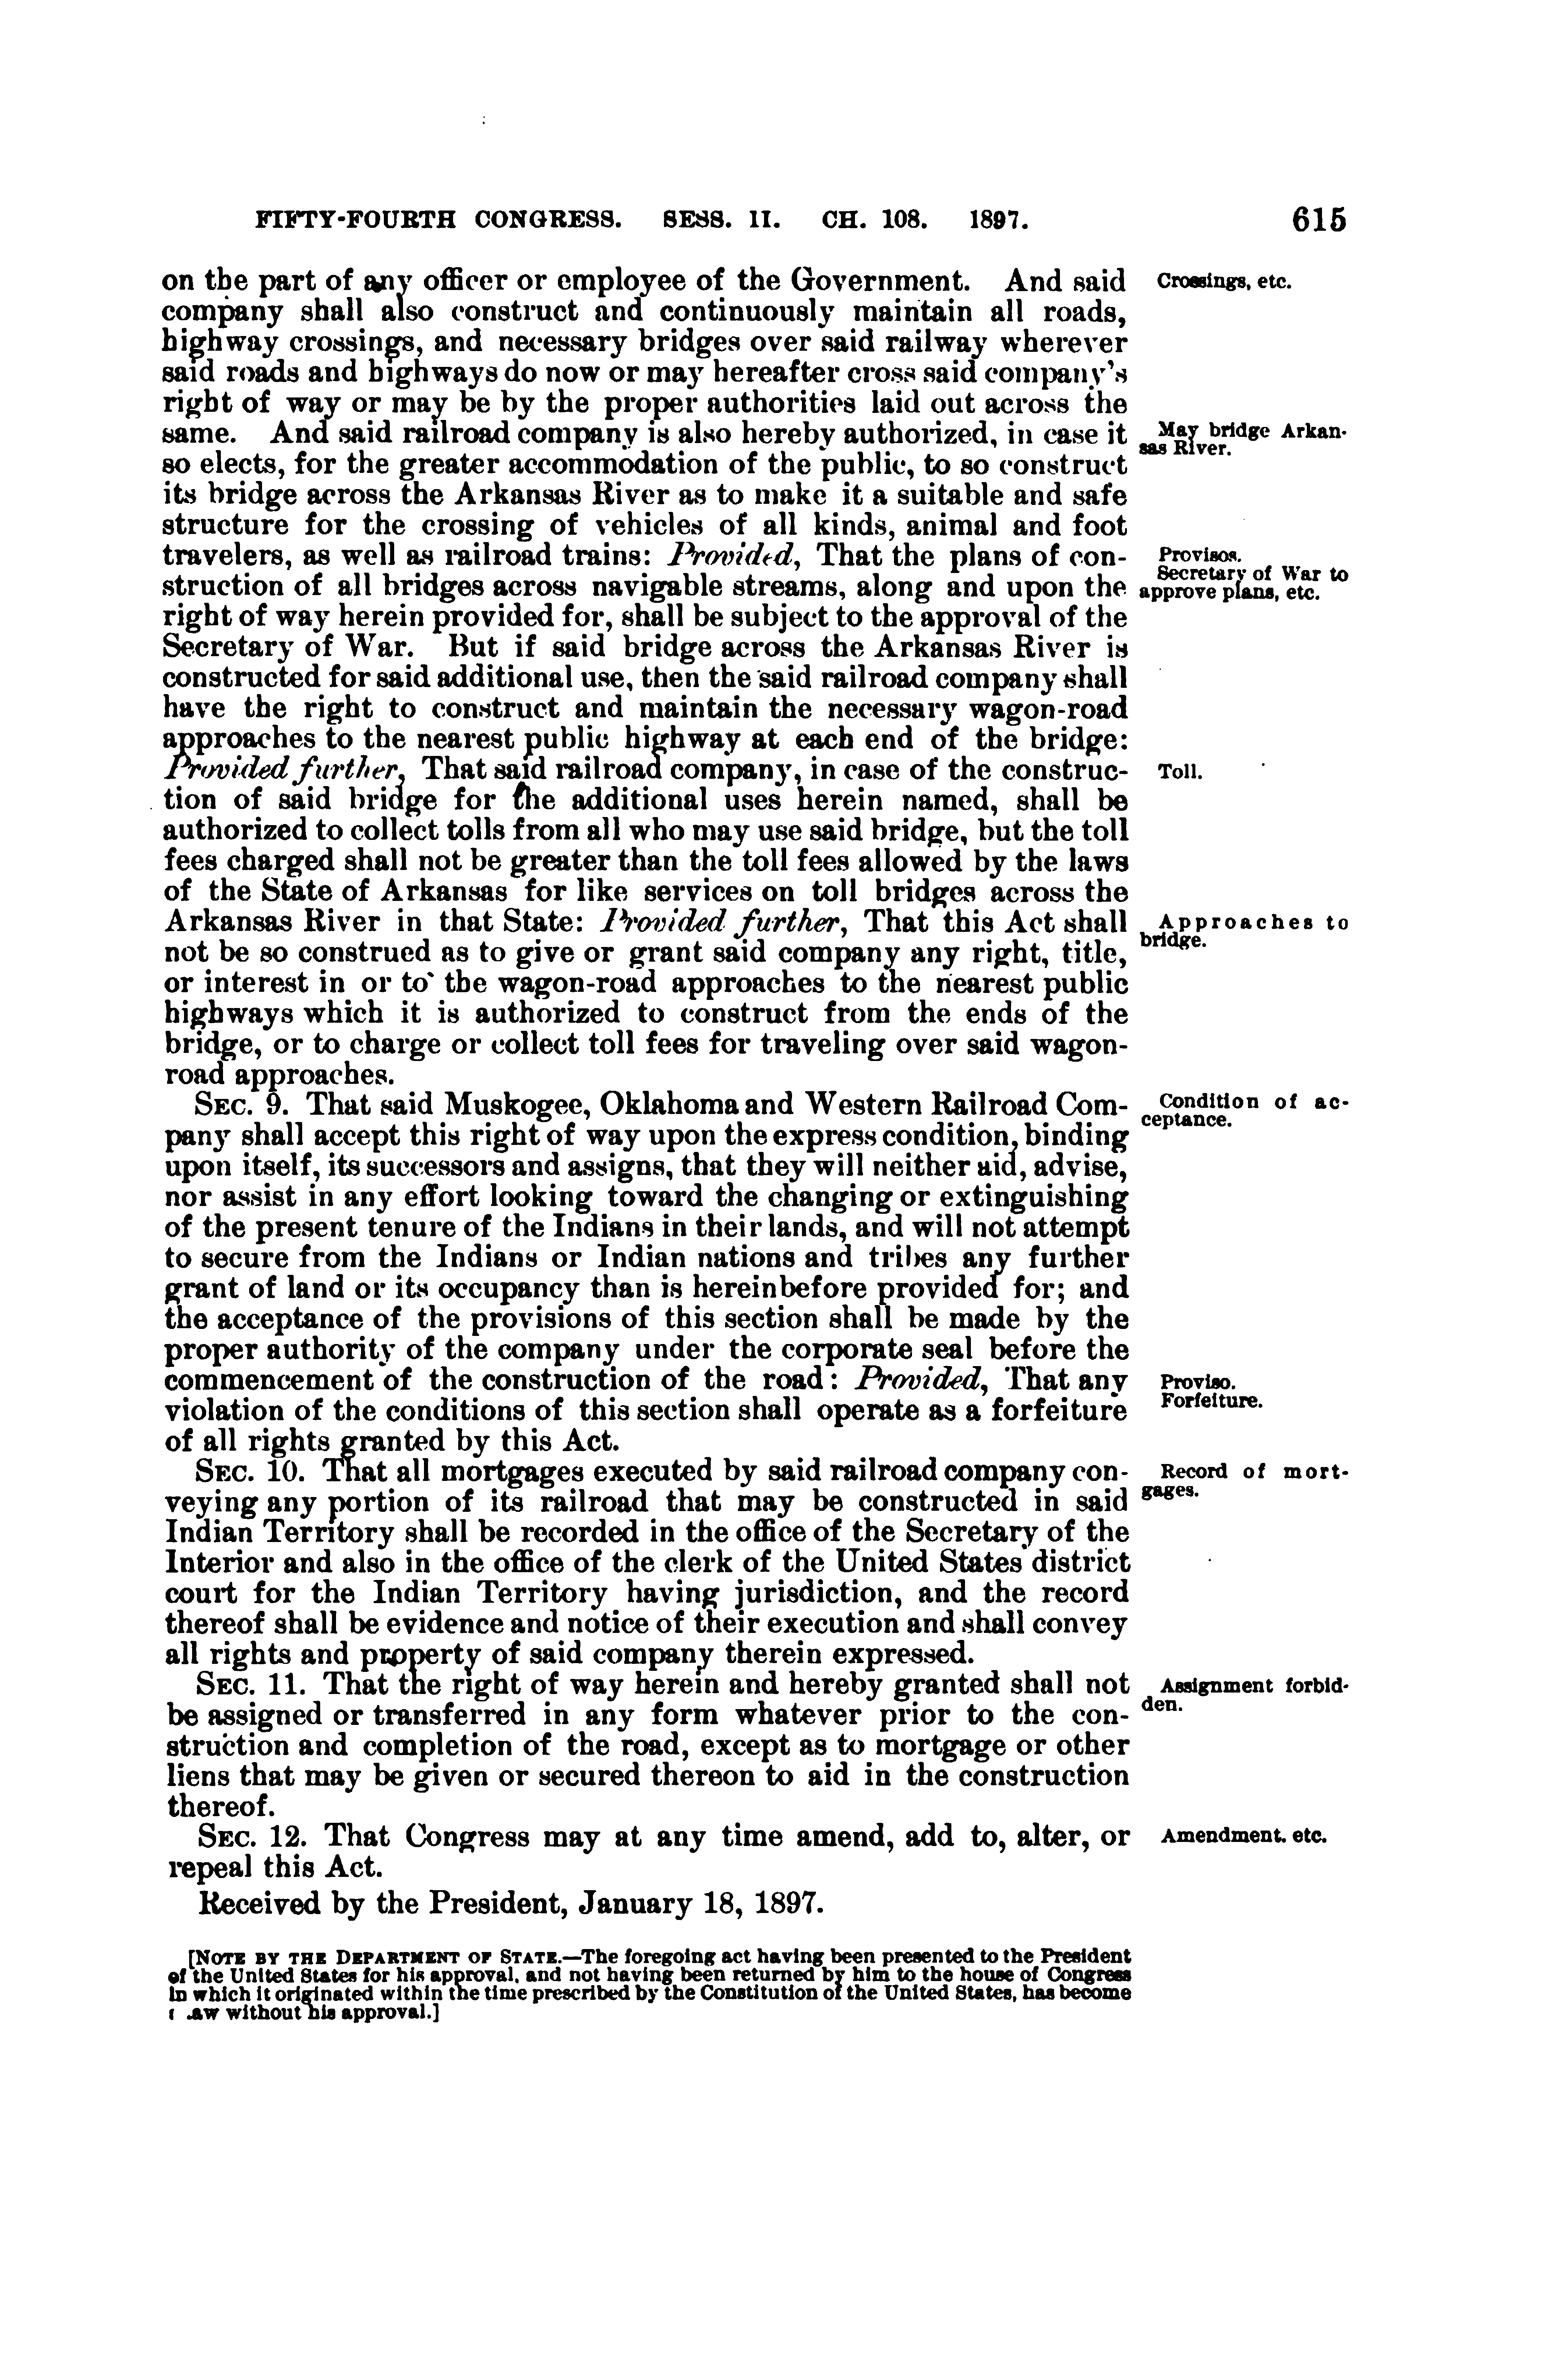 FIFTY-FOURTH CONGRESS. SESS. II. CH. 108. 1897. 615
on the part of any officer or employee of the Government. And said
Crossings, etc.
company shall also construct and continuously maintain all roads,
highway crossings, and necessary bridges over said railway wherever
said roads and highways do now or may hereafter cross said company's
right of way or may be by the proper authorities laid out across the
same. And said railroad company is also hereby authorized, in case it
May bridge Arkan-
sas River.
so elects, for the greater accommodation of the public, to so construct
its bridge across the Arkansas River as to make it a suitable and safe
structure for the crossing of vehicles of all kinds, animal and foot
travelers, as well as railroad trains: Provided, That the plans of con-
Provisos.
Secretary of War to
approve plans, etc.
struction of all bridges across navigable streams, along and upon the
right of way herein provided for, shall be subject to the approval of the
Secretary of War. But if said bridge across the Arkansas River is
constructed for said additional use, then the said railroad company shall
have the right to construct and maintain the necessary wagon-road
approaches to the nearest public highway at each end of the bridge:
Provided further, That said railroad company, in case of the construc-
Toll.
tion of said bridge for the additional uses herein named, shall be
authorized to collect tolls from all who may use said bridge, but the toll
fees charged shall not be greater than the toll fees allowed by the laws
of the State of Arkansas for like services on toll bridges across the
Arkansas River in that State: Provided further, That this Act shall
Approaches to
bridge.
not be so construed as to give or grant said company any right, title,
or interest in or to the wagon-road approaches to the nearest public
highways which it is authorized to construct from the ends of the
bridge, or to charge or collect toll fees for traveling over said wagon-
road approaches.
SEC. 9. That said Muskogee, Oklahoma and Western Railroad Com-
Condition of ac-
ceptance.
pany shall accept this right of way upon the express condition, binding
upon itself, its successors and assigns, that they will neither aid, advise,
nor assist in any effort looking toward the changing or extinguishing
of the present tenure of the Indians in their lands, and will not attempt
to secure from the Indians or Indian nations and tribes any further
grant of land or its occupancy than is hereinbefore provided for; and
the acceptance of the provisions of this section shall be made by the
proper authority of the company under the corporate seal before the
commencement of the construction of the road: Provided, That any
Proviso.
Forfeiture.
violation of the conditions of this section shall operate as a forfeiture
of all rights granted by this Act.
SEC. 10. That all mortgages executed by said railroad company con-
Record of mort-
gages.
veying any portion of its railroad that may be constructed in said
Indian Territory shall be recorded in the office of the Secretary of the
Interior and also in the office of the clerk of the United States district
court for the Indian Territory having jurisdiction, and the record
thereof shall be evidence and notice of their execution and shall convey
all rights and property of said company therein expressed.
SEC. 11. That the right of way herein and hereby granted shall not
Assignment forbid-
den.
be assigned or transferred in any form whatever prior to the con-
struction and completion of the road, except as to mortgage or other
liens that may be given or secured thereon to aid in the construction
thereof.
SEC. 12. That Congress may at any time amend, add to, alter, or
Amendment. etc.
repeal this Act.
Received by the President, January 18, 1897.
[NOTE BY THE DEPARTMENT OF STATE.—The foregoing act having been presented to the President
of the United States for his approval, and not having been returned by him to the house of Congress
in which it originated within the time prescribed by the Constitution of the United States, has become
a law without his approval.]